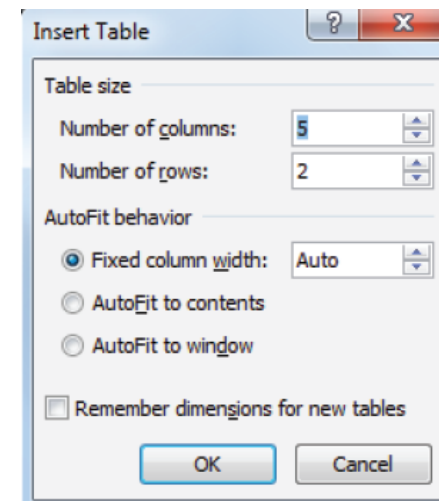 Insert Table
Table size
Number of columns: 5
Number of rows: 2
AutoFit behavior
Fixed column width: Auto
AutoFit to contents
AutoFit to window
Remember dimensions for new tables
OK Cancel